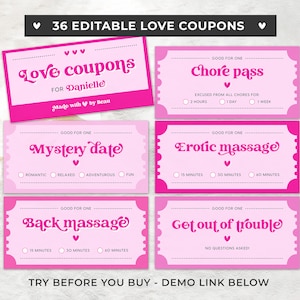 36 EDITABLE LOVE COUPONS ♥
Love coupons
FOR Danielle
Made with ♥ by Sean
GOOD FOR ONE
Chore pass
EXCUSED FROM ALL CHORES FOR
2 HOURS 1 DAY 1 WEEK
GOOD FOR ONE
Mystery date
ROMANTIC RELAXED ADVENTUROUS FUN
GOOD FOR ONE
Erotic massage
15 MINUTES 30 MINUTES 60 MINUTES
GOOD FOR ONE
Back massage
15 MINUTES 30 MINUTES 60 MINUTES
GOOD FOR ONE
Get out of trouble
NO QUESTIONS ASKED!
TRY BEFORE YOU BUY - DEMO LINK BELOW